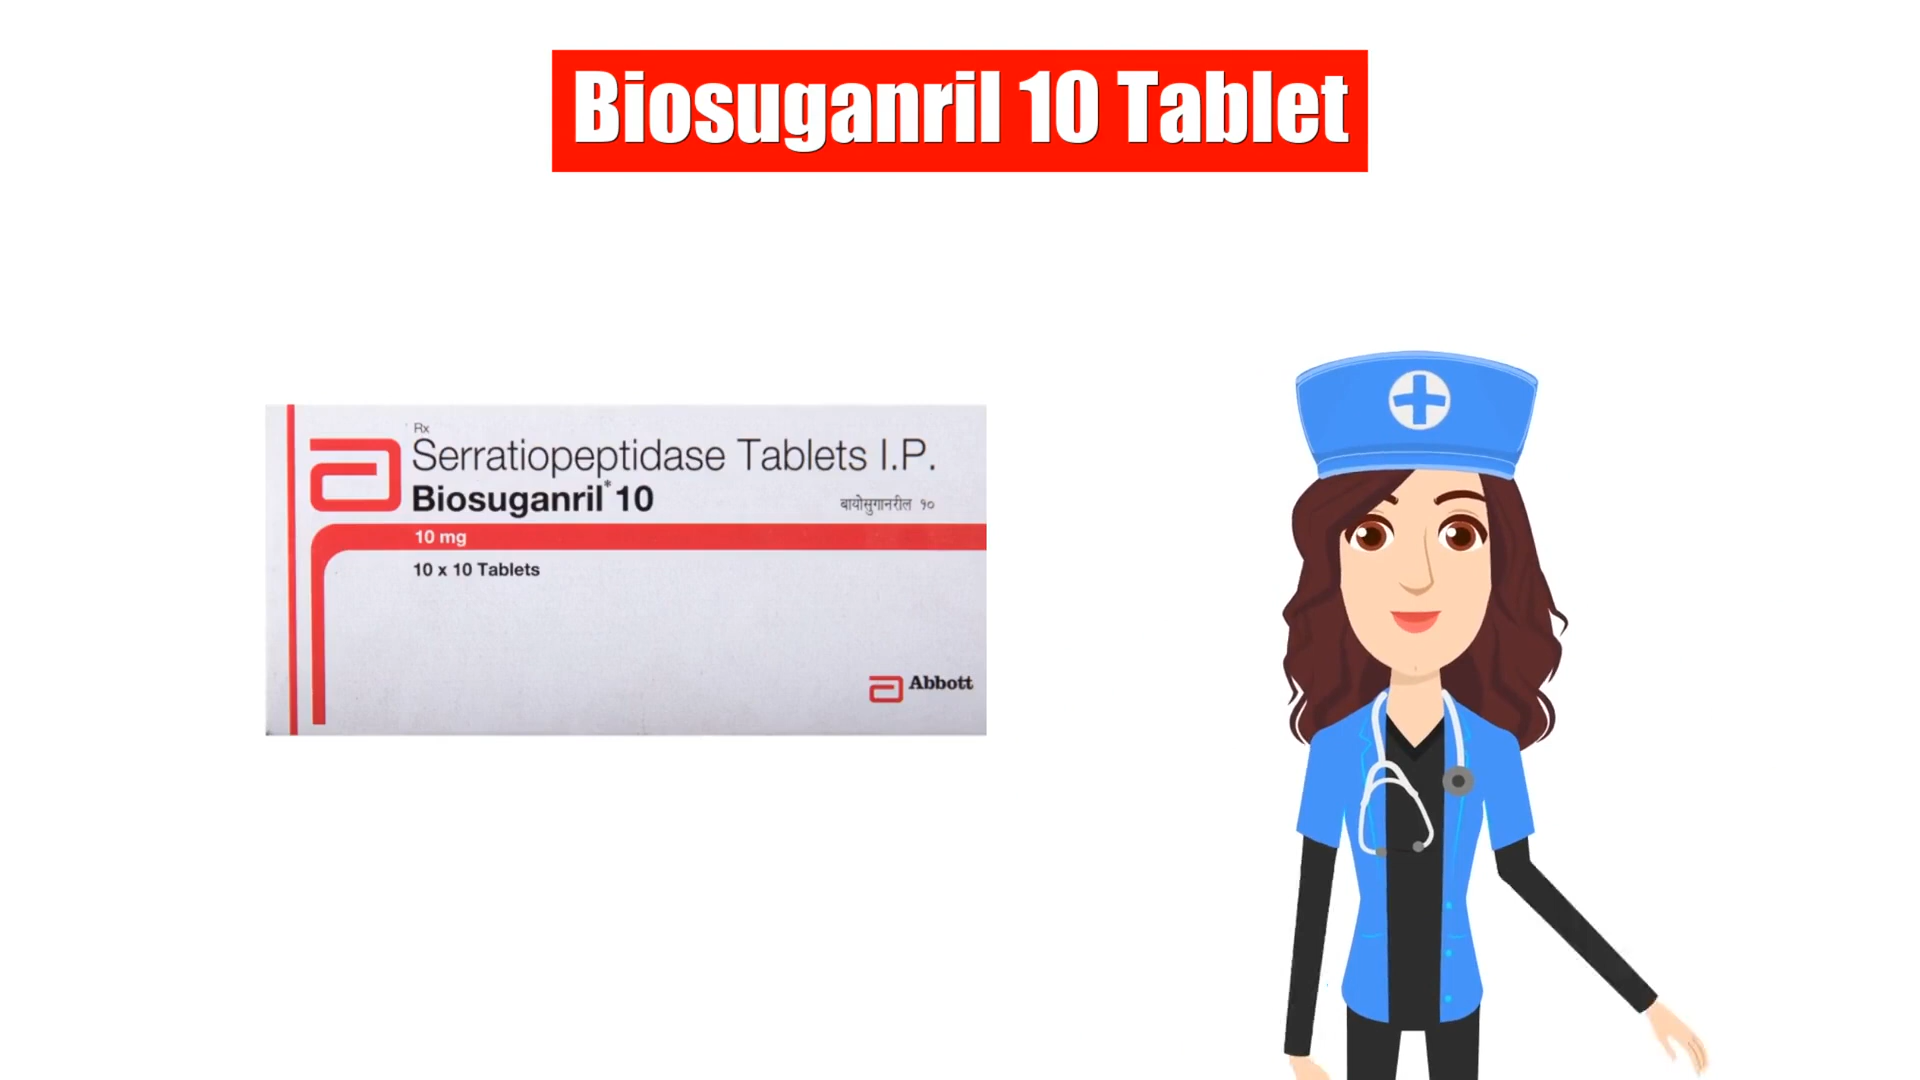 Biosuganril 10 Tablet
Rx
Serratiopeptidase Tablets I.P.
Biosuganril* 10
बायोसुगानरील १०
10 mg
10 x 10 Tablets
Abbott